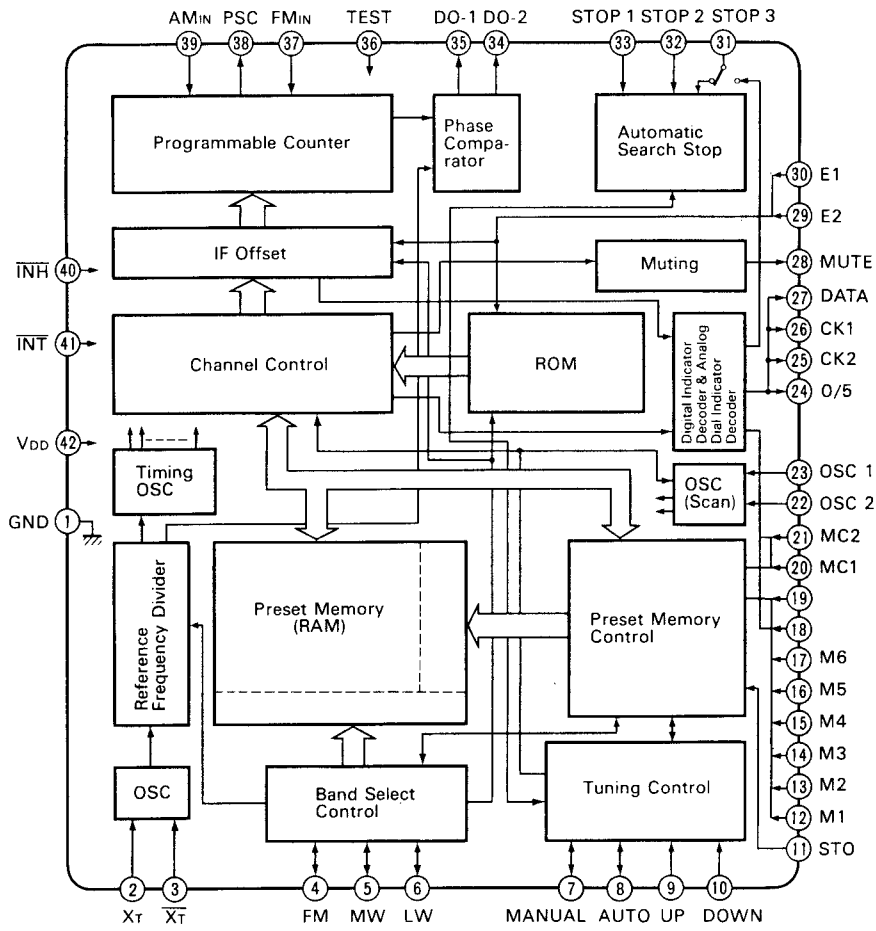 AMIN PSC FMIN TEST DO-1 DO-2 STOP 1 STOP 2 STOP 3
39 38 37 36 35 34 33 32 31
Programmable Counter
Phase
Compa-
rator
Automatic
Search Stop
30 E1
29 E2
IF Offset
Muting
28 MUTE
INH
40
27 DATA
26 CK1
25 CK2
24 0/5
INT
41
Channel Control
ROM
Digital Indicator
Decoder & Analog
Dial Indicator
Decoder
VDD
42
Timing
OSC
OSC
(Scan)
23 OSC 1
22 OSC 2
GND
1
21 MC2
20 MC1
19
18
17 M6
16 M5
15 M4
14 M3
13 M2
12 M1
11 STO
Reference
Frequency Divider
Preset Memory
(RAM)
Preset Memory
Control
OSC
Band Select
Control
Tuning Control
2 3 4 5 6 7 8 9 10
XT XT FM MW LW MANUAL AUTO UP DOWN